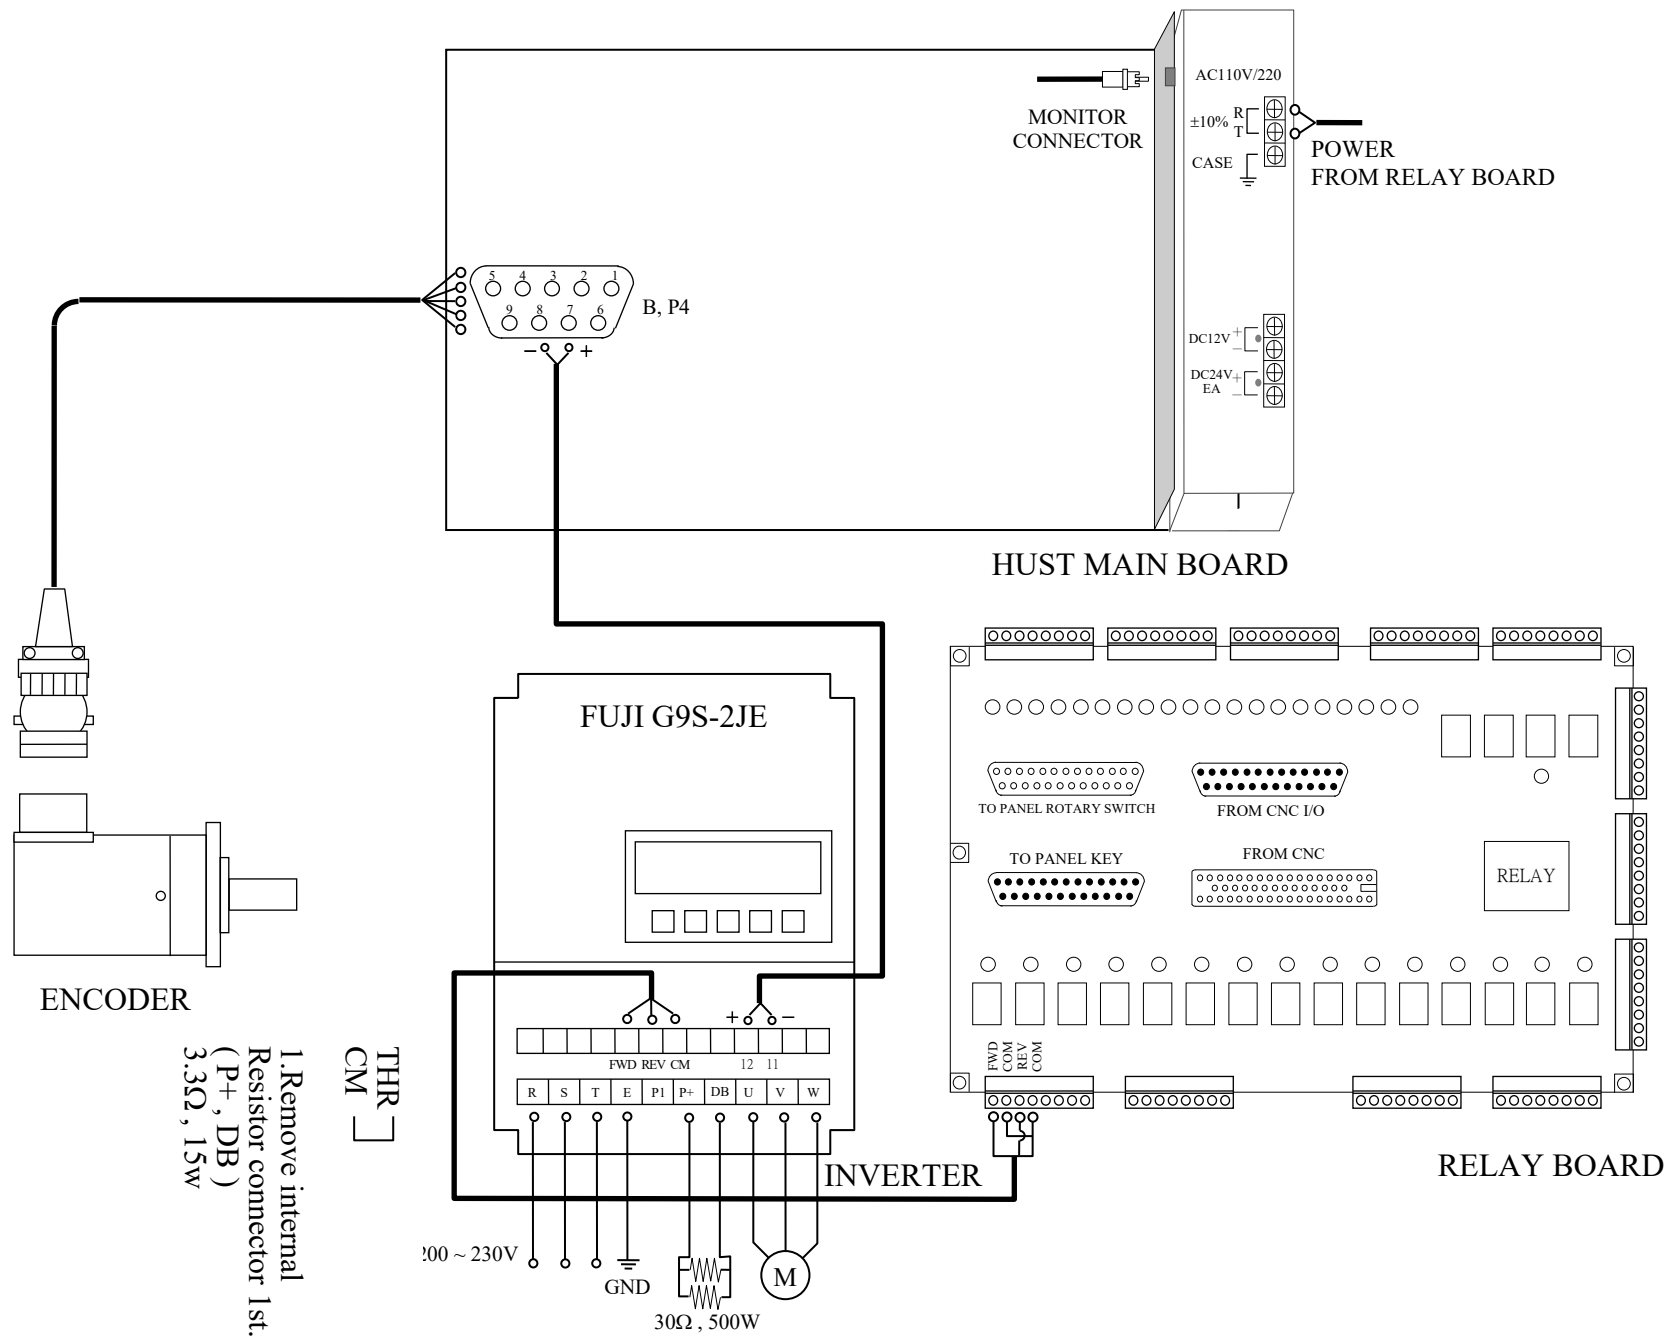 AC110V/220
MONITOR
CONNECTOR
±10%
R
T
CASE
POWER
FROM RELAY BOARD
5 4 3 2 1
9 8 7 6
B, P4
− +
DC12V + −
DC24V + −
EA
HUST MAIN BOARD
FUJI G9S-2JE
TO PANEL ROTARY SWITCH
FROM CNC I/O
TO PANEL KEY
FROM CNC
RELAY
ENCODER
+ −
FWD REV CM 12 11
R S T E P1 P+ DB U V W
FWD
COM
REV
COM
THR
CM
1.Remove internal
Resistor connector 1st.
( P+ , DB )
3.3Ω , 15w
INVERTER
RELAY BOARD
00 ~ 230V
GND
M
30Ω , 500W